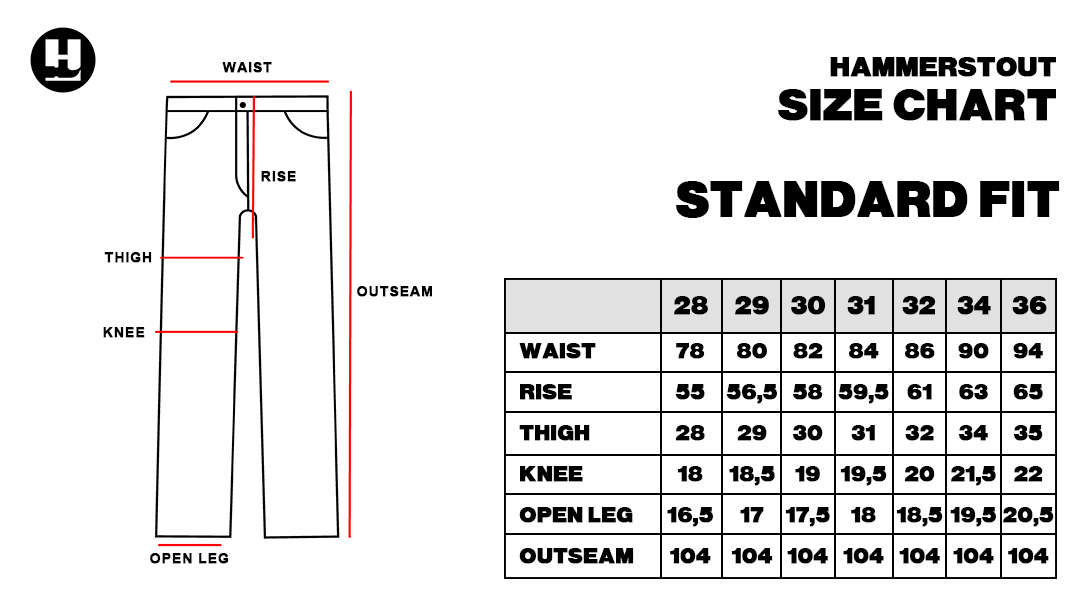 H
WAIST
RISE
THIGH
KNEE
OUTSEAM
OPEN LEG
HAMMERSTOUT
SIZE CHART
STANDARD FIT
28 29 30 31 32 34 36
WAIST 78 80 82 84 86 90 94
RISE 55 56,5 58 59,5 61 63 65
THIGH 28 29 30 31 32 34 35
KNEE 18 18,5 19 19,5 20 21,5 22
OPEN LEG 16,5 17 17,5 18 18,5 19,5 20,5
OUTSEAM 104 104 104 104 104 104 104